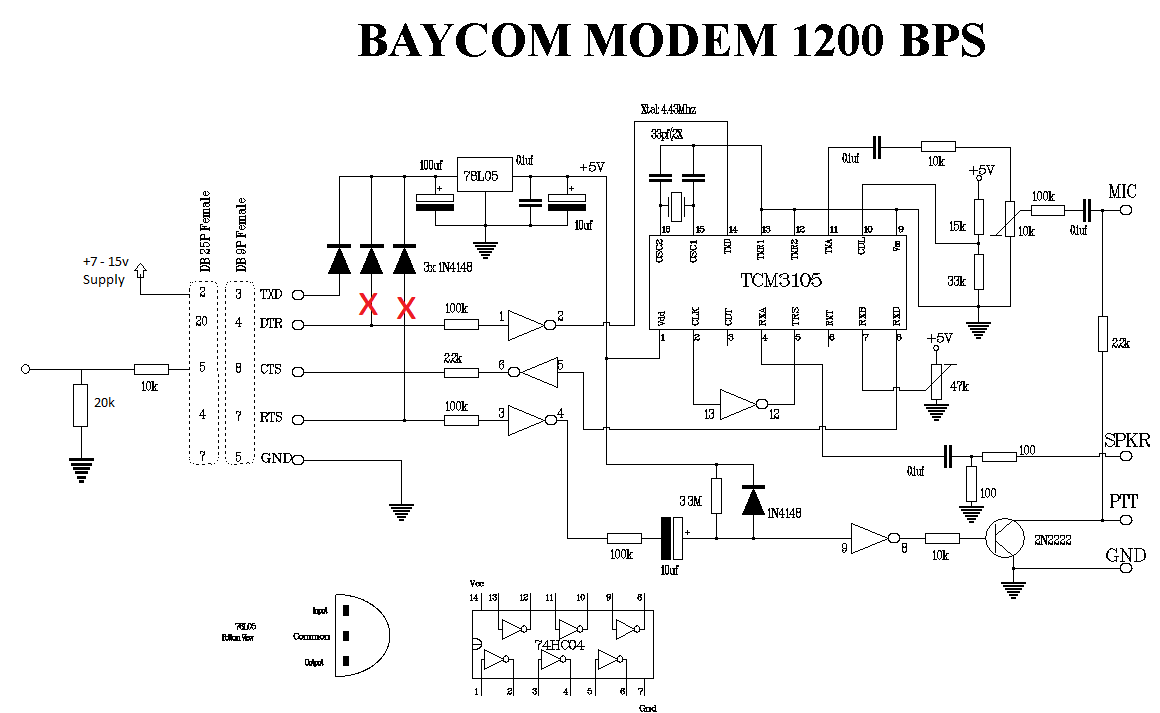 BAYCOM MODEM 1200 BPS
Xtal: 4.43Mhz
33pf(2X
100uf
78L05
0.1uf
+5V
10uf
0.1uf
10k
+5V
15k
10k
33k
100k
0.1uf
MIC
DB 25P Female
DB 9P Female
+7 - 15v
Supply
3x 1N4148
16 15 14 13 12 11 10 9
OSC2 OSC1 TXD TXR1 TXR2 TXA CDL
TCM3105
Vdd CLK CDT RXA TRS RXT RXB RXD
1 2 3 4 5 6 7 8
2 3 TXD
X X
20 4 DTR 100k 1 2
5 8 CTS 22k 6 5
4 7 RTS 100k 3 4
7 5 GND
10k
20k
13 12
+5V
47k
2.2k
0.1uf
100
100
SPKR
3.3M
1N4148
PTT
100k
10uf
+
9 8
10k
2N2222
GND
78L05
Bottom View
Input
Common
Output
Vcc
14 13 12 11 10 9 8
74HC04
1 2 3 4 5 6 7
Gnd